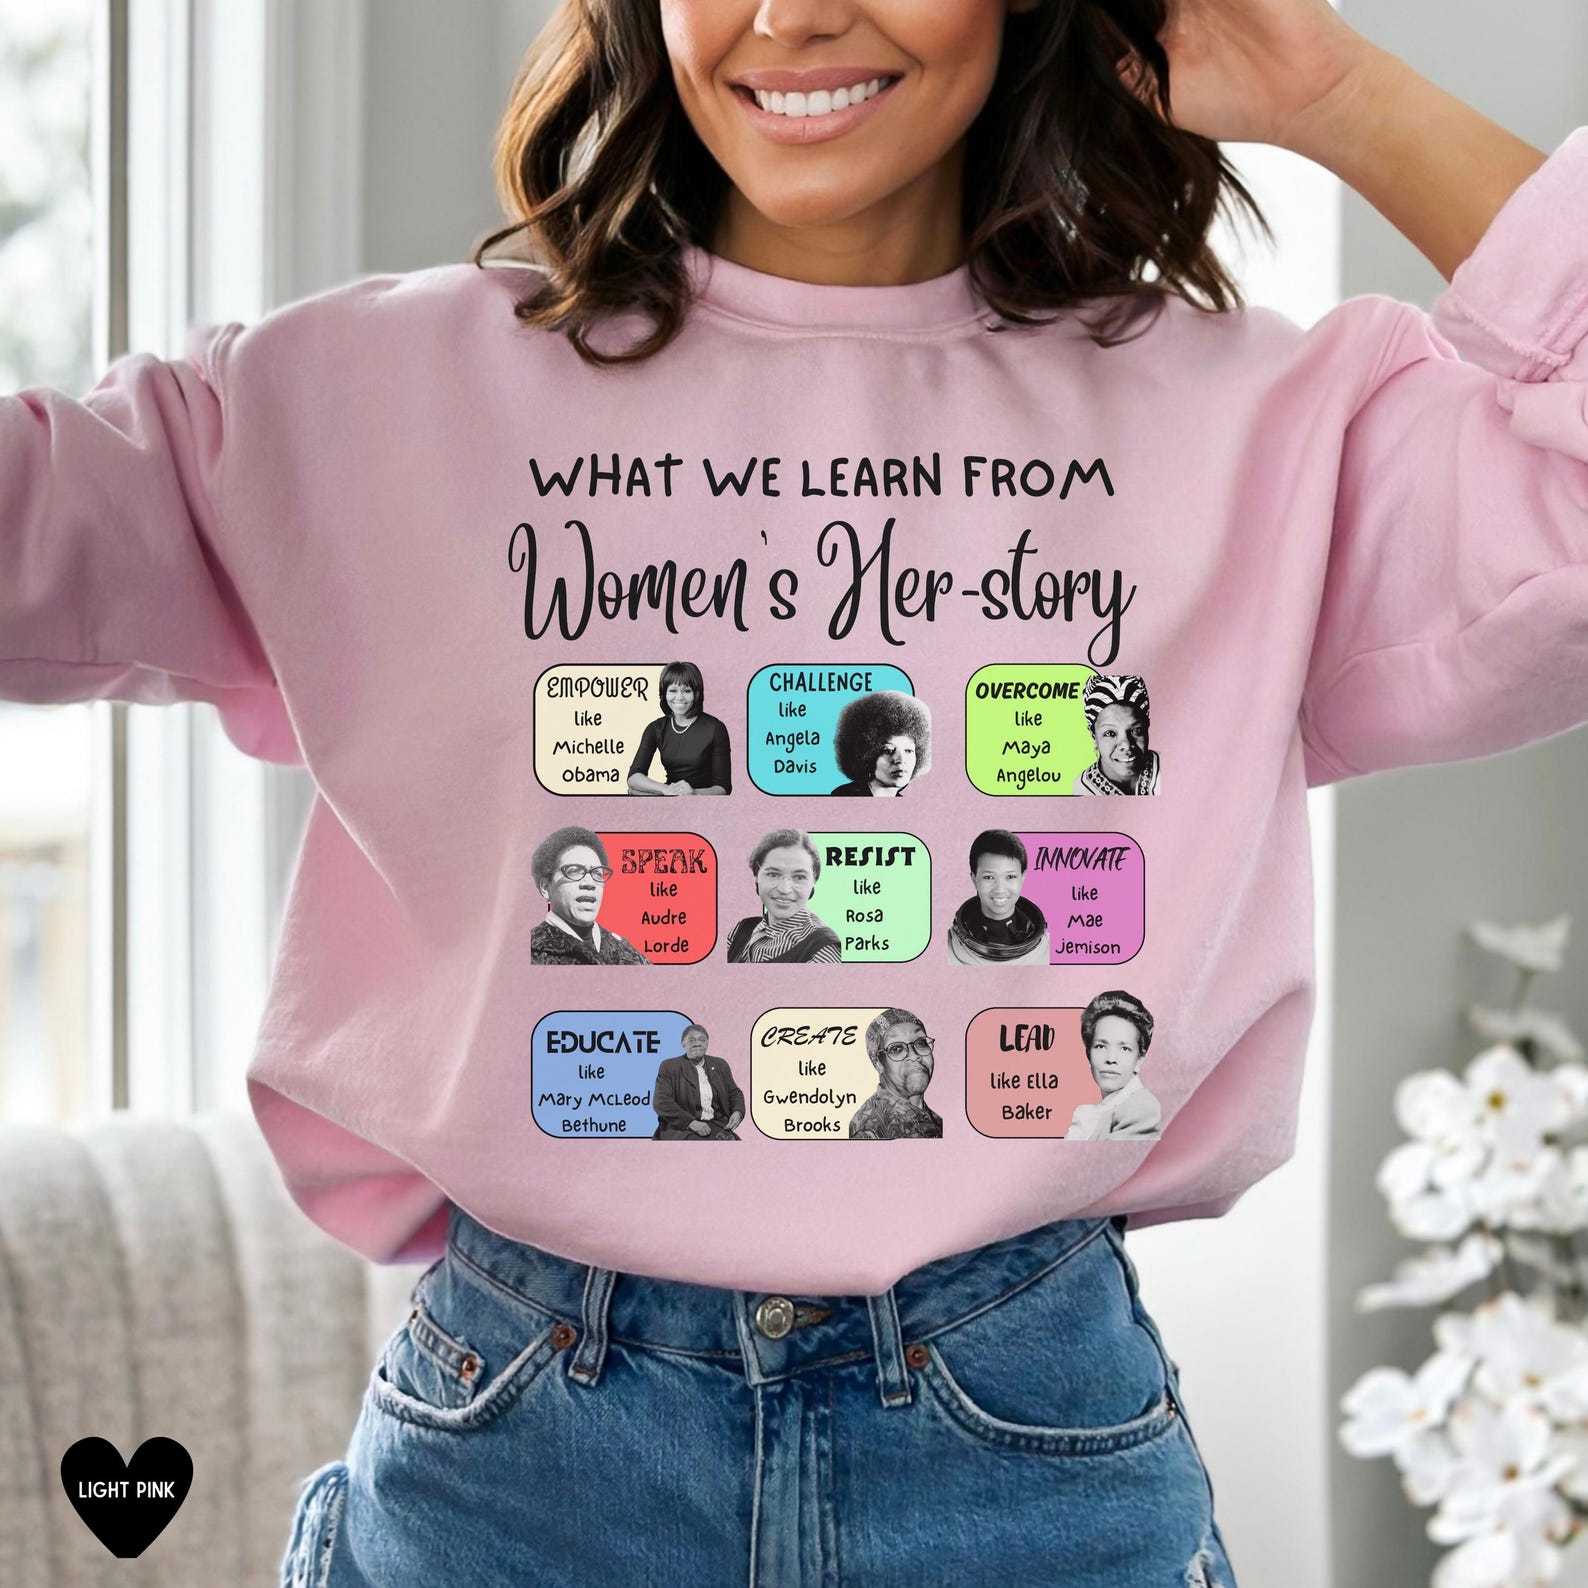 WHAT WE LEARN FROM
Women's Her-story
EMPOWER
like
Michelle
Obama
CHALLENGE
like
Angela
Davis
OVERCOME
like
Maya
Angelou
SPEAK
like
Audre
Lorde
RESIST
like
Rosa
Parks
INNOVATE
like
Mae
Jemison
EDUCATE
like
Mary McLeod
Bethune
CREATE
like
Gwendolyn
Brooks
LEAD
like Ella
Baker
LIGHT PINK